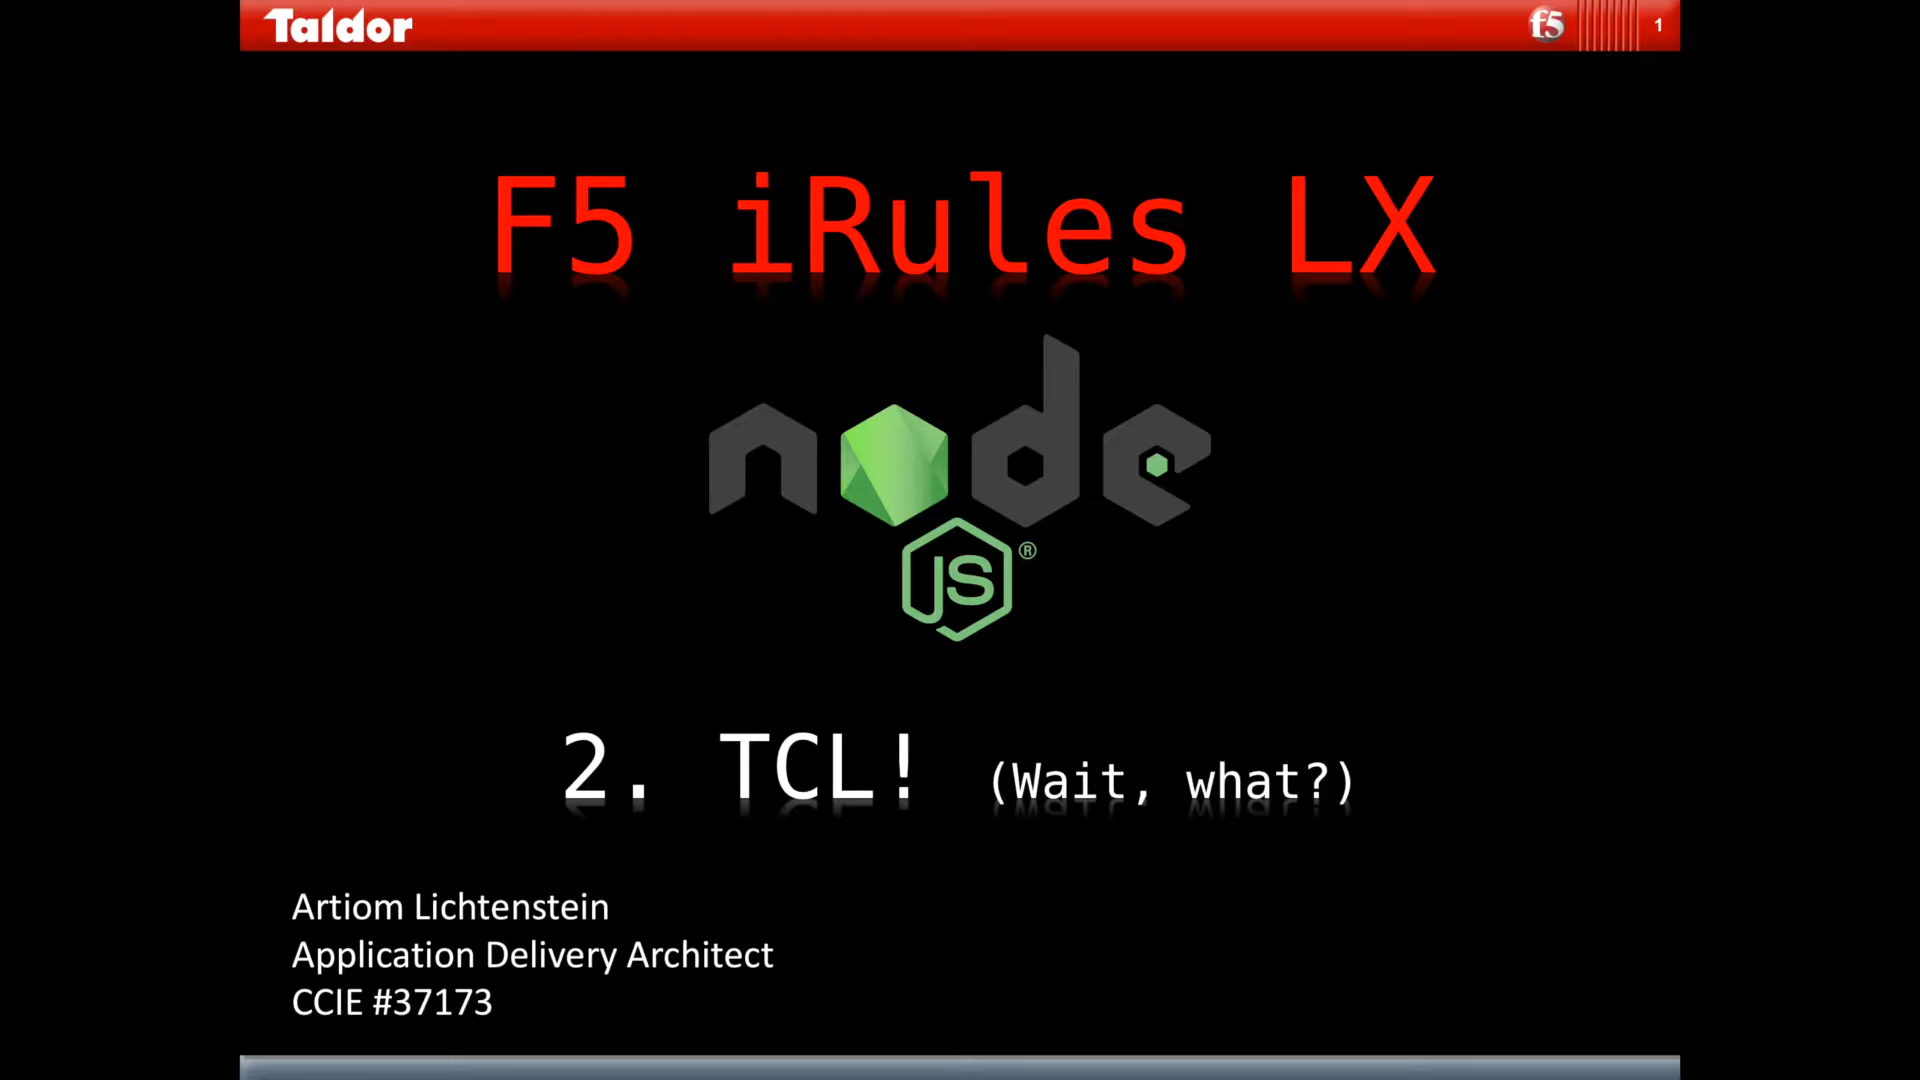 Taldor
f5
1
F5 iRules LX
node
JS®
2. TCL! (Wait, what?)
Artiom Lichtenstein
Application Delivery Architect
CCIE #37173